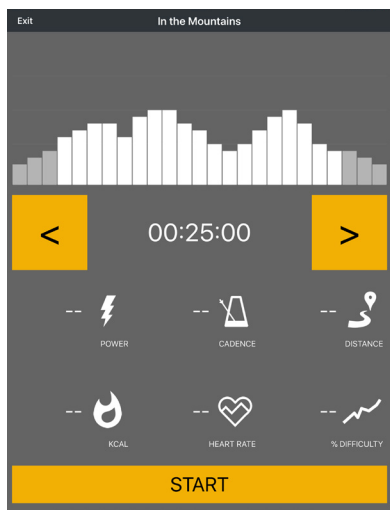 Exit In the Mountains
< 00:25:00 >
-- -- --
POWER CADENCE DISTANCE
-- -- --
KCAL HEART RATE % DIFFICULTY
START